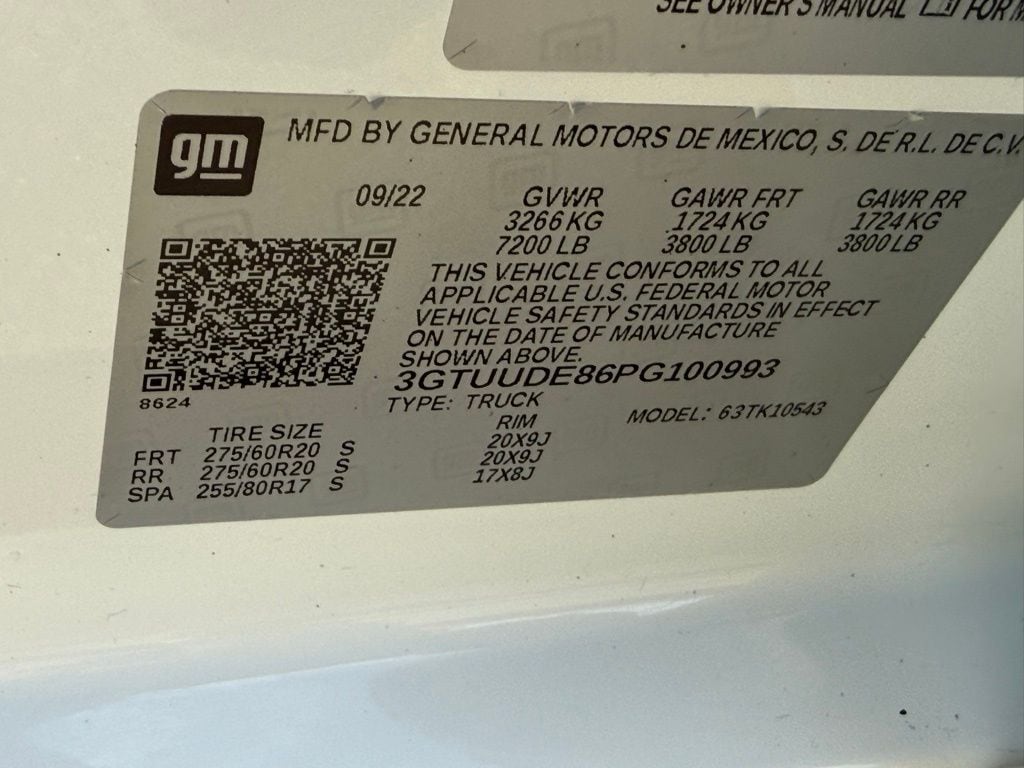 SEE OWNER'S MANUAL FOR
gm
MFD BY GENERAL MOTORS DE MEXICO, S. DE R.L. DE C.V.
09/22 GVWR GAWR FRT GAWR RR
3266 KG 1724 KG 1724 KG
7200 LB 3800 LB 3800 LB
THIS VEHICLE CONFORMS TO ALL
APPLICABLE U.S. FEDERAL MOTOR
VEHICLE SAFETY STANDARDS IN EFFECT
ON THE DATE OF MANUFACTURE
SHOWN ABOVE.
3GTUUDE86PG100993
8624
TYPE: TRUCK MODEL: 63TK10543
TIRE SIZE RIM
FRT 275/60R20 S 20X9J
RR 275/60R20 S 20X9J
SPA 255/80R17 S 17X8J